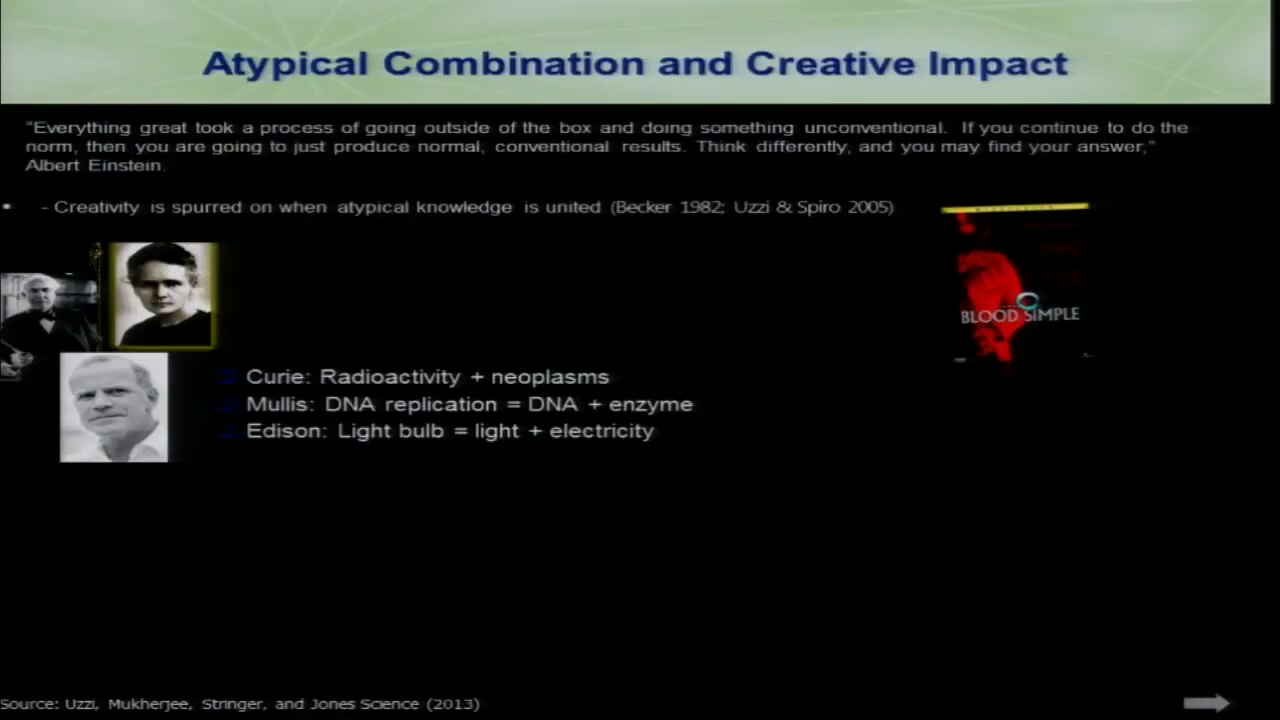 Atypical Combination and Creative Impact
"Everything great took a process of going outside of the box and doing something unconventional. If you continue to do the
norm, then you are going to just produce normal, conventional results. Think differently, and you may find your answer,"
Albert Einstein.
- Creativity is spurred on when atypical knowledge is united (Becker 1982; Uzzi & Spiro 2005)
BLOOD SIMPLE
Curie: Radioactivity + neoplasms
Mullis: DNA replication = DNA + enzyme
Edison: Light bulb = light + electricity
Source: Uzzi, Mukherjee, Stringer, and Jones Science (2013)